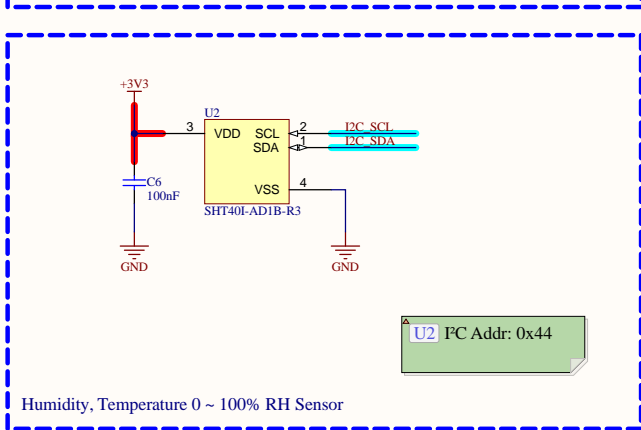 +3V3
U2
3 VDD SCL 2 I2C_SCL
SDA 1 I2C_SDA
C6
100nF
VSS 4
SHT40I-AD1B-R3
GND GND
U2 I²C Addr: 0x44
Humidity, Temperature 0 ~ 100% RH Sensor